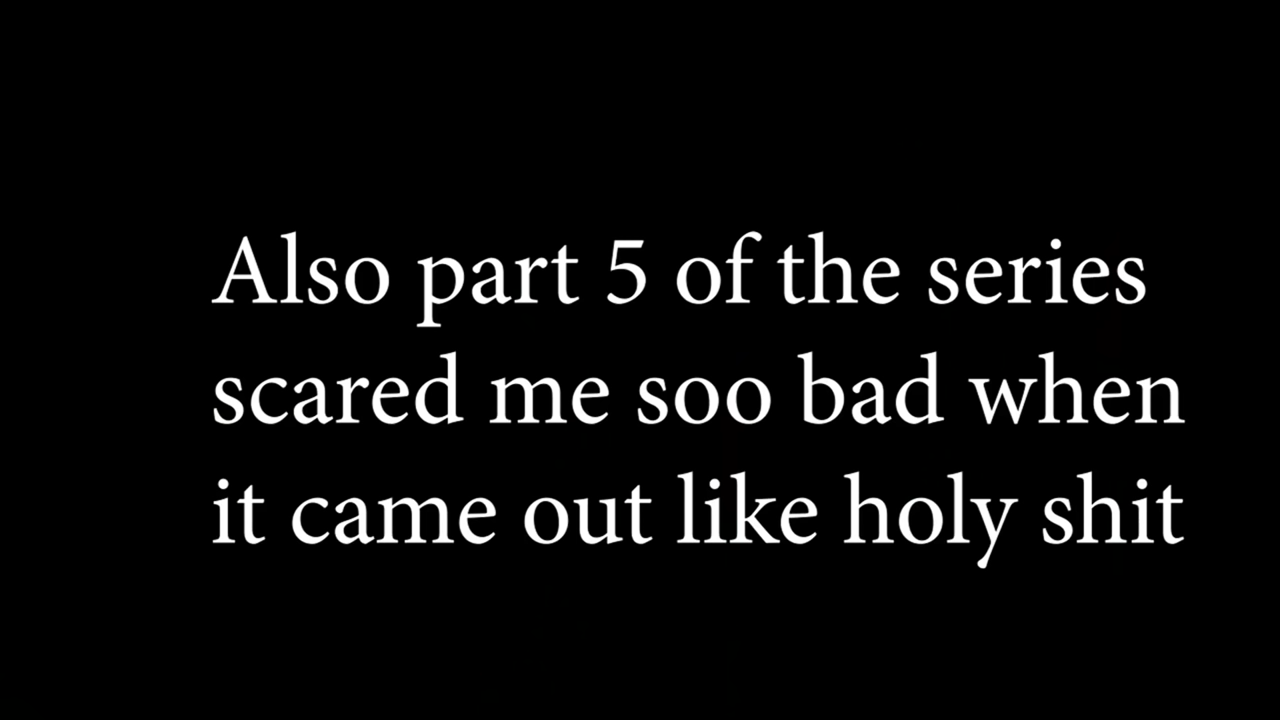 Also part 5 of the series
scared me soo bad when
it came out like holy shit